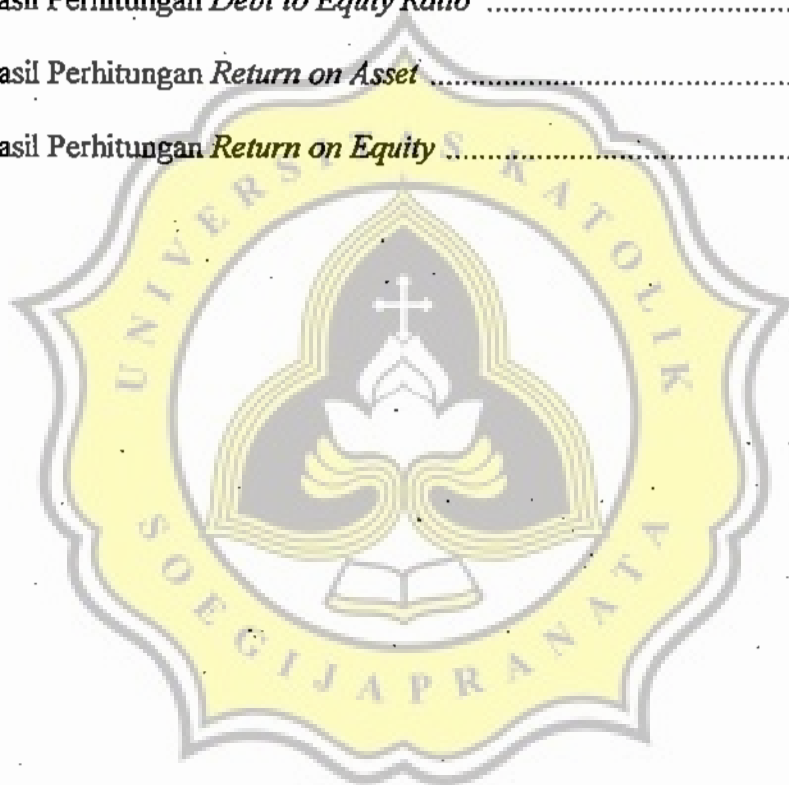 asil Perhitungan Debt to Equity Ratio ........................................
asil Perhitungan Return on Asset ................................................
asil Perhitungan Return on Equity ..............................................
UNIVERSITAS KATOLIK
SOEGIJAPRANATA